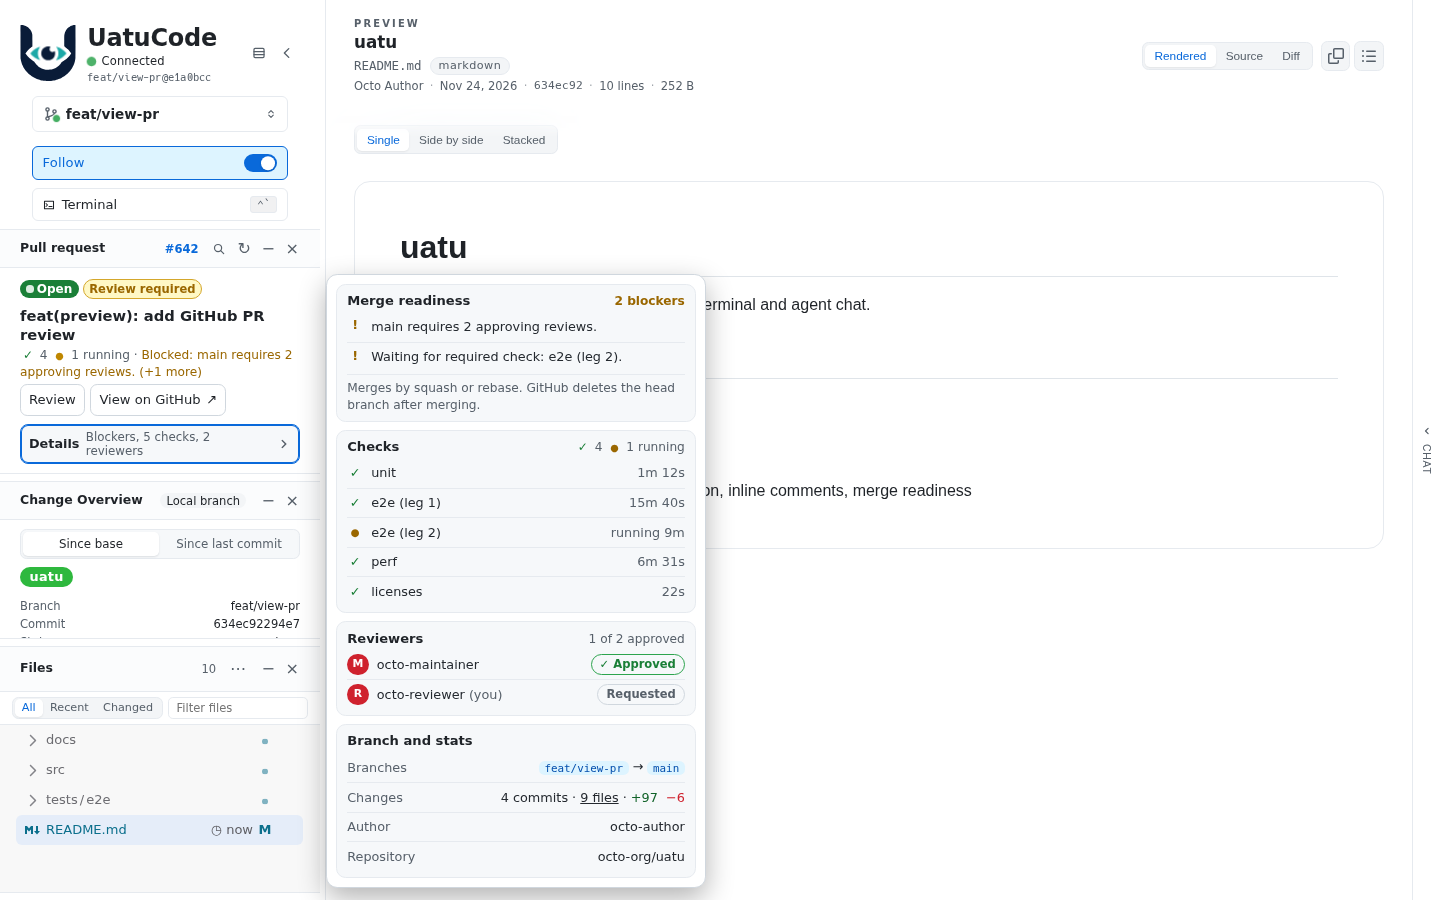 UatuCode
Connected
feat/view-pr@e1a0bcc
feat/view-pr
Follow
Terminal
^`
Pull request
#642
Open
Review required
feat(preview): add GitHub PR
review
✓ 4 ● 1 running · Blocked: main requires 2
approving reviews. (+1 more)
Review
View on GitHub ↗
Details
Blockers, 5 checks, 2
reviewers
Change Overview
Local branch
Since base
Since last commit
uatu
Branch
feat/view-pr
Commit
634ec92294e7
Files
10
All
Recent
Changed
Filter files
docs
src
tests/e2e
README.md
now M
PREVIEW
uatu
README.md
markdown
Octo Author · Nov 24, 2026 · 634ec92 · 10 lines · 252 B
Rendered
Source
Diff
Single
Side by side
Stacked
uatu
erminal and agent chat.
on, inline comments, merge readiness
Merge readiness
2 blockers
! main requires 2 approving reviews.
! Waiting for required check: e2e (leg 2).
Merges by squash or rebase. GitHub deletes the head
branch after merging.
Checks
✓ 4 ● 1 running
✓ unit 1m 12s
✓ e2e (leg 1) 15m 40s
● e2e (leg 2) running 9m
✓ perf 6m 31s
✓ licenses 22s
Reviewers
1 of 2 approved
M octo-maintainer ✓ Approved
R octo-reviewer (you) Requested
Branch and stats
Branches feat/view-pr → main
Changes 4 commits · 9 files · +97 −6
Author octo-author
Repository octo-org/uatu
CHAT